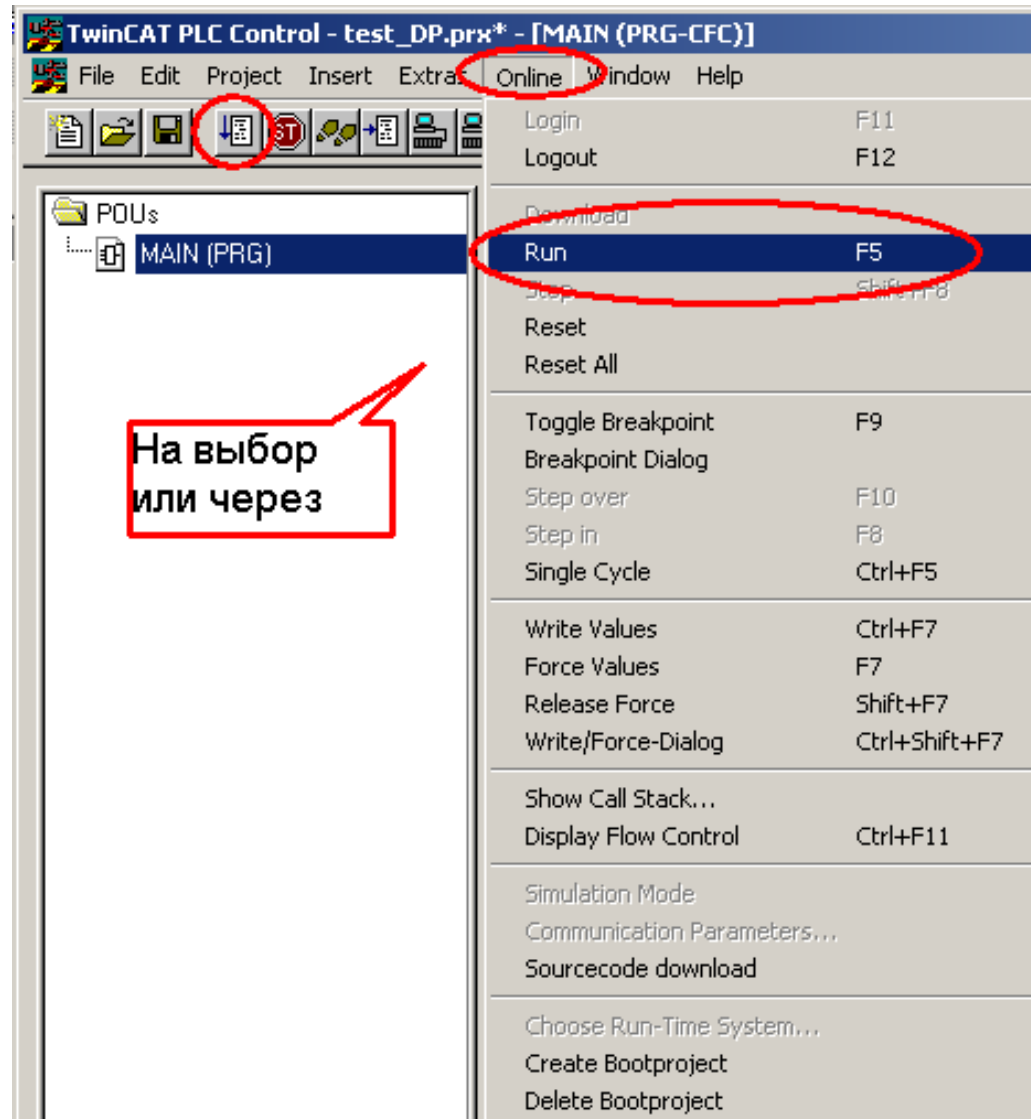 TwinCAT PLC Control - test_DP.prx* - [MAIN (PRG-CFC)]
File Edit Project Insert Extras Online Window Help
ST
Login F11
Logout F12
POUs
MAIN (PRG)
Download
Run F5
Stop Shift+F8
Reset
Reset All
На выбор
или через
Toggle Breakpoint F9
Breakpoint Dialog
Step over F10
Step in F8
Single Cycle Ctrl+F5
Write Values Ctrl+F7
Force Values F7
Release Force Shift+F7
Write/Force-Dialog Ctrl+Shift+F7
Show Call Stack...
Display Flow Control Ctrl+F11
Simulation Mode
Communication Parameters...
Sourcecode download
Choose Run-Time System...
Create Bootproject
Delete Bootproject